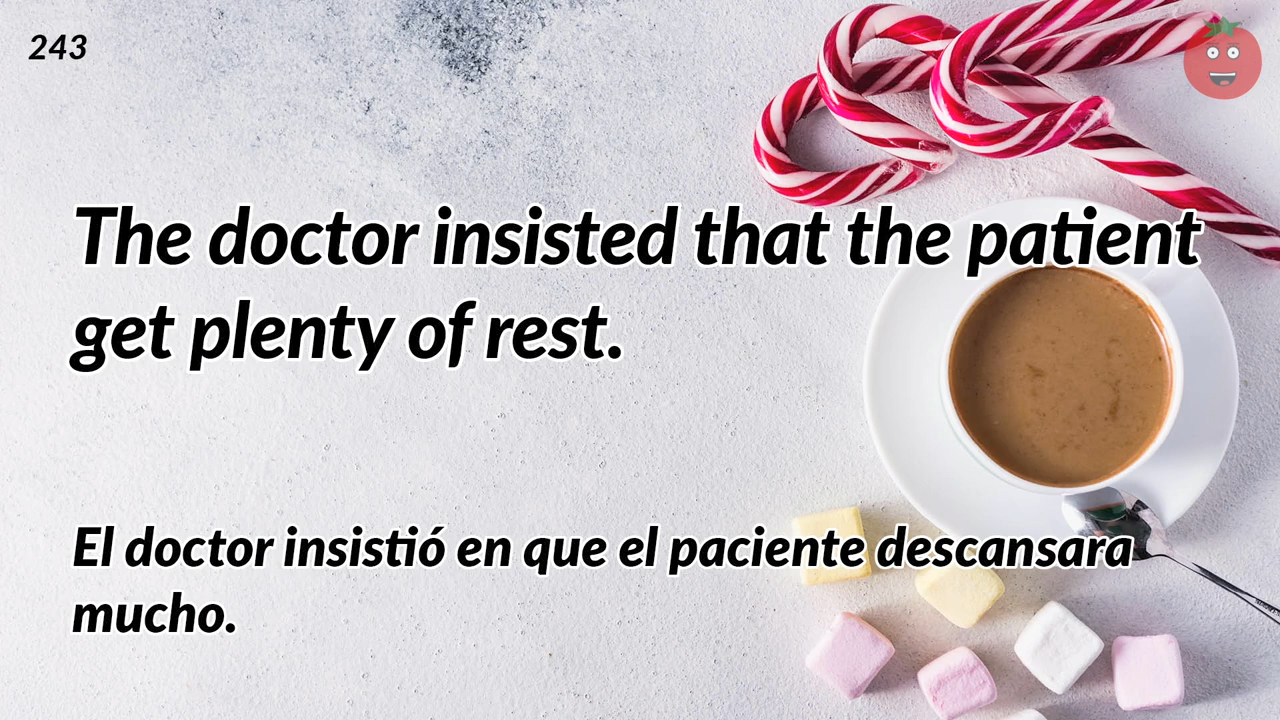 243
The doctor insisted that the patient
get plenty of rest.
El doctor insistió en que el paciente descansara
mucho.